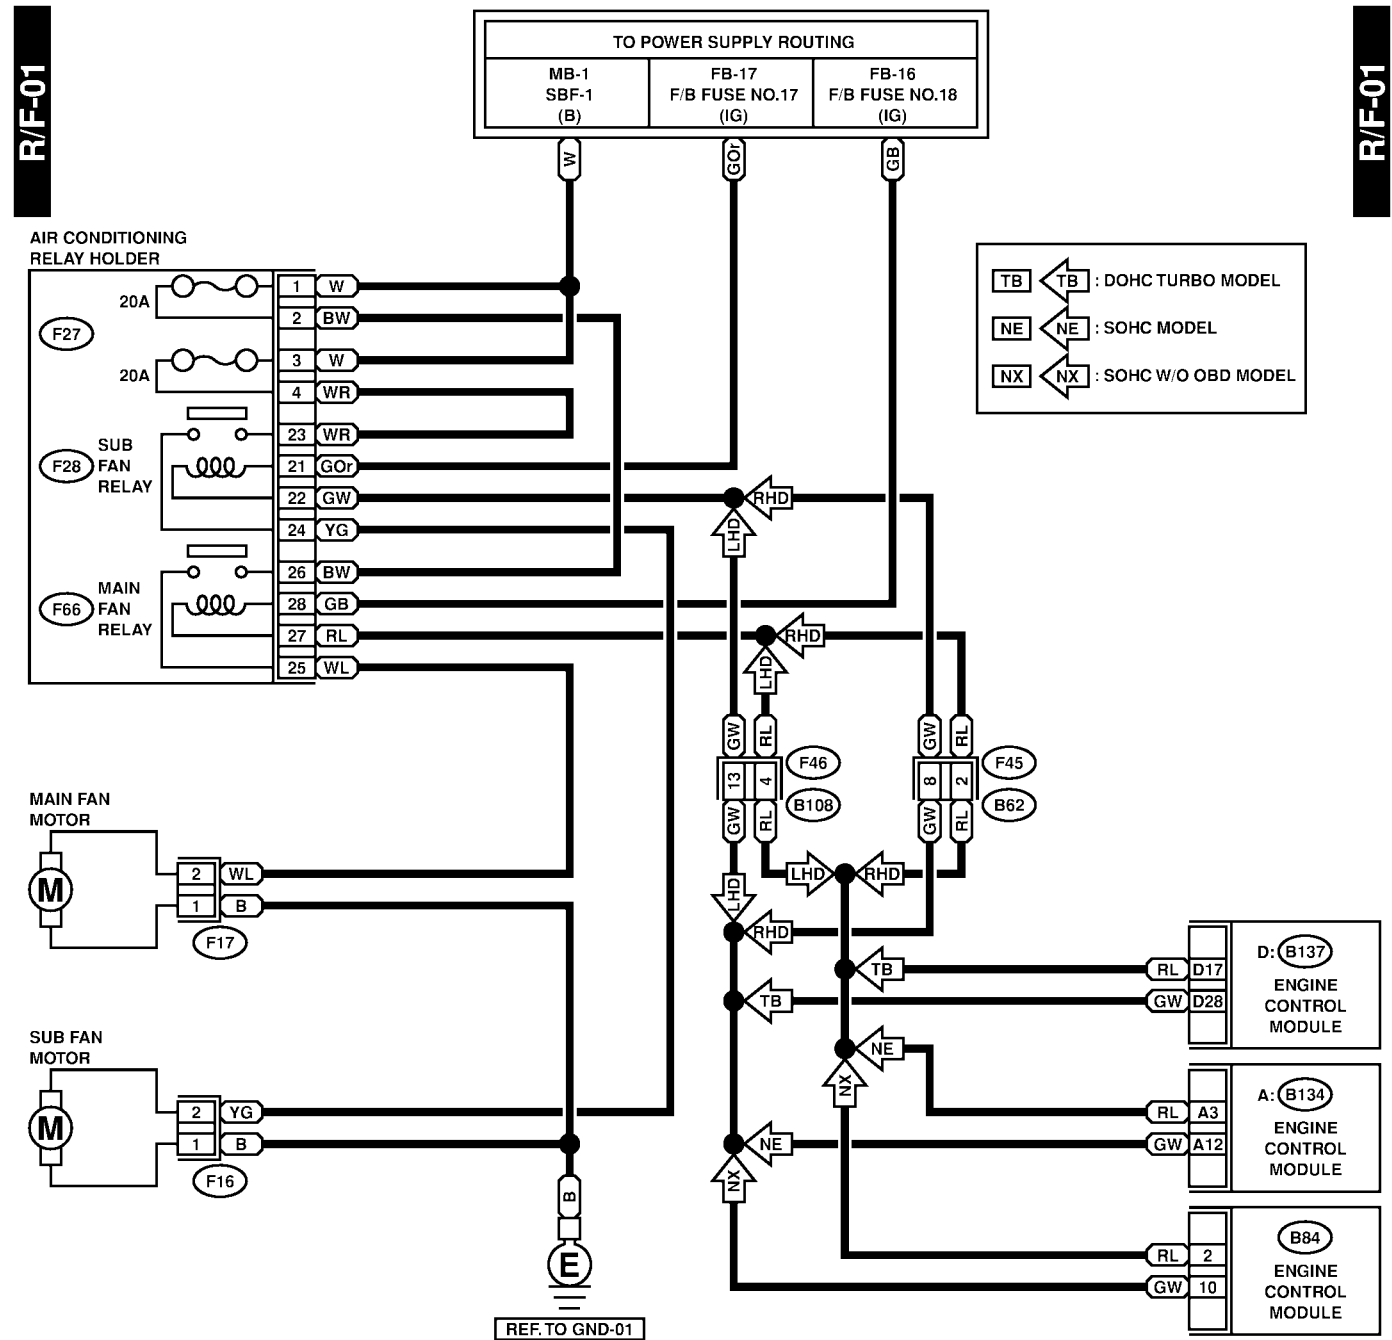 R/F-01
R/F-01
TO POWER SUPPLY ROUTING
MB-1
SBF-1
(B)
FB-17
F/B FUSE NO.17
(IG)
FB-16
F/B FUSE NO.18
(IG)
W
GOr
GB
AIR CONDITIONING
RELAY HOLDER
20A
F27
20A
SUB
FAN
RELAY
F28
MAIN
FAN
RELAY
F66
1 W
2 BW
3 W
4 WR
23 WR
21 GOr
22 GW
24 YG
26 BW
28 GB
27 RL
25 WL
TB TB : DOHC TURBO MODEL
NE NE : SOHC MODEL
NX NX : SOHC W/O OBD MODEL
RHD
LHD
RHD
LHD
GW RL
13 4
GW RL
F46
B108
GW RL
8 2
GW RL
F45
B62
LHD
LHD
RHD
RHD
TB
TB
NE
NX
NE
NX
MAIN FAN
MOTOR
M
2 WL
1 B
F17
SUB FAN
MOTOR
M
2 YG
1 B
F16
B
E
REF. TO GND-01
RL D17
GW D28
D: B137
ENGINE
CONTROL
MODULE
RL A3
GW A12
A: B134
ENGINE
CONTROL
MODULE
RL 2
GW 10
B84
ENGINE
CONTROL
MODULE